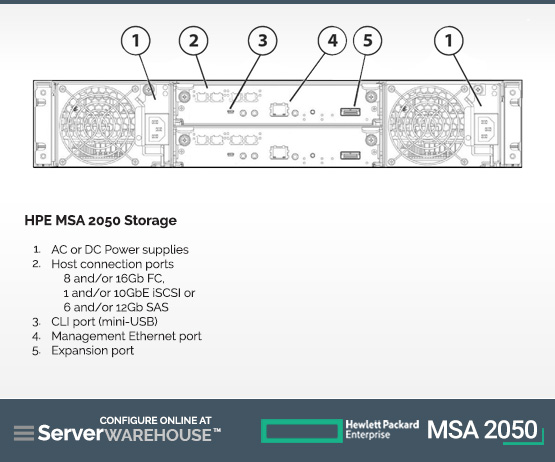 1 2 3 4 5 1
HPE MSA 2050 Storage
1. AC or DC Power supplies
2. Host connection ports
8 and/or 16Gb FC,
1 and/or 10GbE iSCSI or
6 and/or 12Gb SAS
3. CLI port (mini-USB)
4. Management Ethernet port
5. Expansion port
CONFIGURE ONLINE AT
ServerWAREHOUSE™
Hewlett Packard
Enterprise
MSA 2050